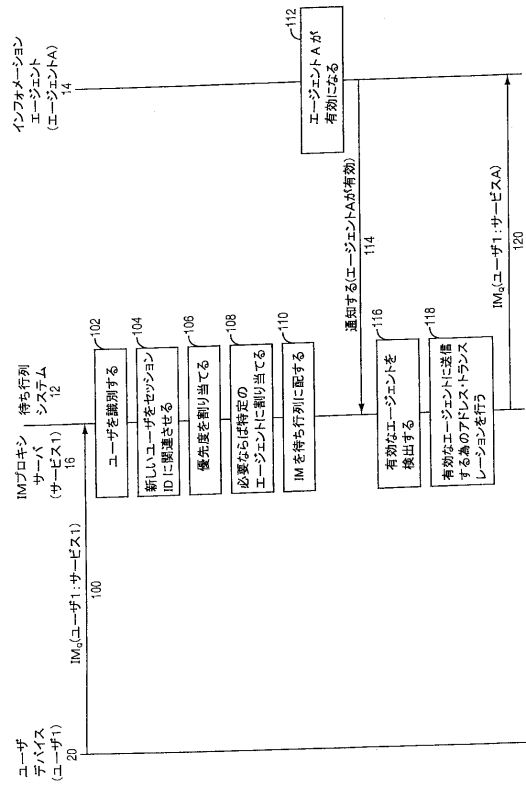 ユーザ
デバイス
(ユーザ1)
20
IMプロキシ
サーバ
(サービス1)
16
待ち行列
システム
12
インフォメーション
エージェント
(エージェントA)
14
IMQ(ユーザ1:サービス1)
100
ユーザを識別する
102
新しいユーザをセッション
IDに関連させる
104
優先度を割り当てる
106
必要ならば特定の
エージェントに割り当てる
108
IMを待ち行列に配する
110
エージェントAが
有効になる
112
通知する(エージェントAが有効)
114
有効なエージェントを
検出する
116
有効なエージェントに送信
する為のアドレス・トランス
レーションを行う
118
IMQ(ユーザ1:サービスA)
120